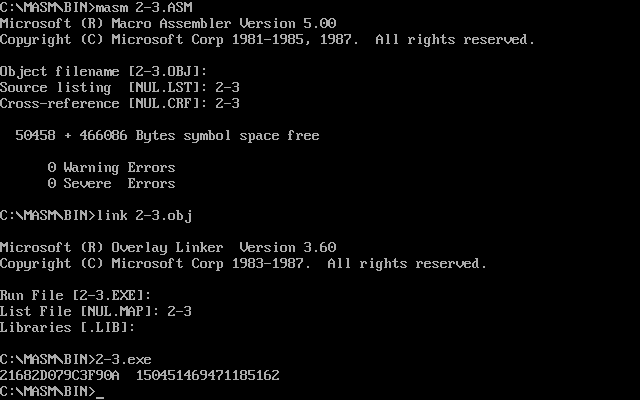 C:\MASM\BIN>masm 2-3.ASM
Microsoft (R) Macro Assembler Version 5.00
Copyright (C) Microsoft Corp 1981-1985, 1987.  All rights reserved.
Object filename [2-3.OBJ]:
Source listing  [NUL.LST]: 2-3
Cross-reference [NUL.CRF]: 2-3
50458 + 466086 Bytes symbol space free
0 Warning Errors
0 Severe  Errors
C:\MASM\BIN>link 2-3.obj
Microsoft (R) Overlay Linker  Version 3.60
Copyright (C) Microsoft Corp 1983-1987.  All rights reserved.
Run File [2-3.EXE]:
List File [NUL.MAP]: 2-3
Libraries [.LIB]:
C:\MASM\BIN>2-3.exe
21682D079C3F90A  150451469471185162
C:\MASM\BIN>_